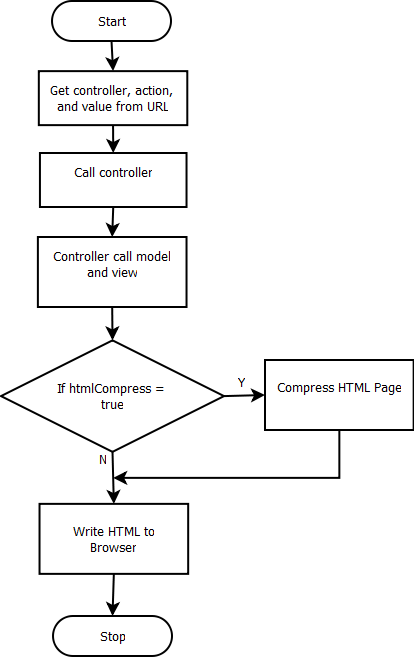 Start
Get controller, action,
and value from URL
Call controller
Controller call model
and view
If htmlCompress =
true
Y
Compress HTML Page
N
Write HTML to
Browser
Stop